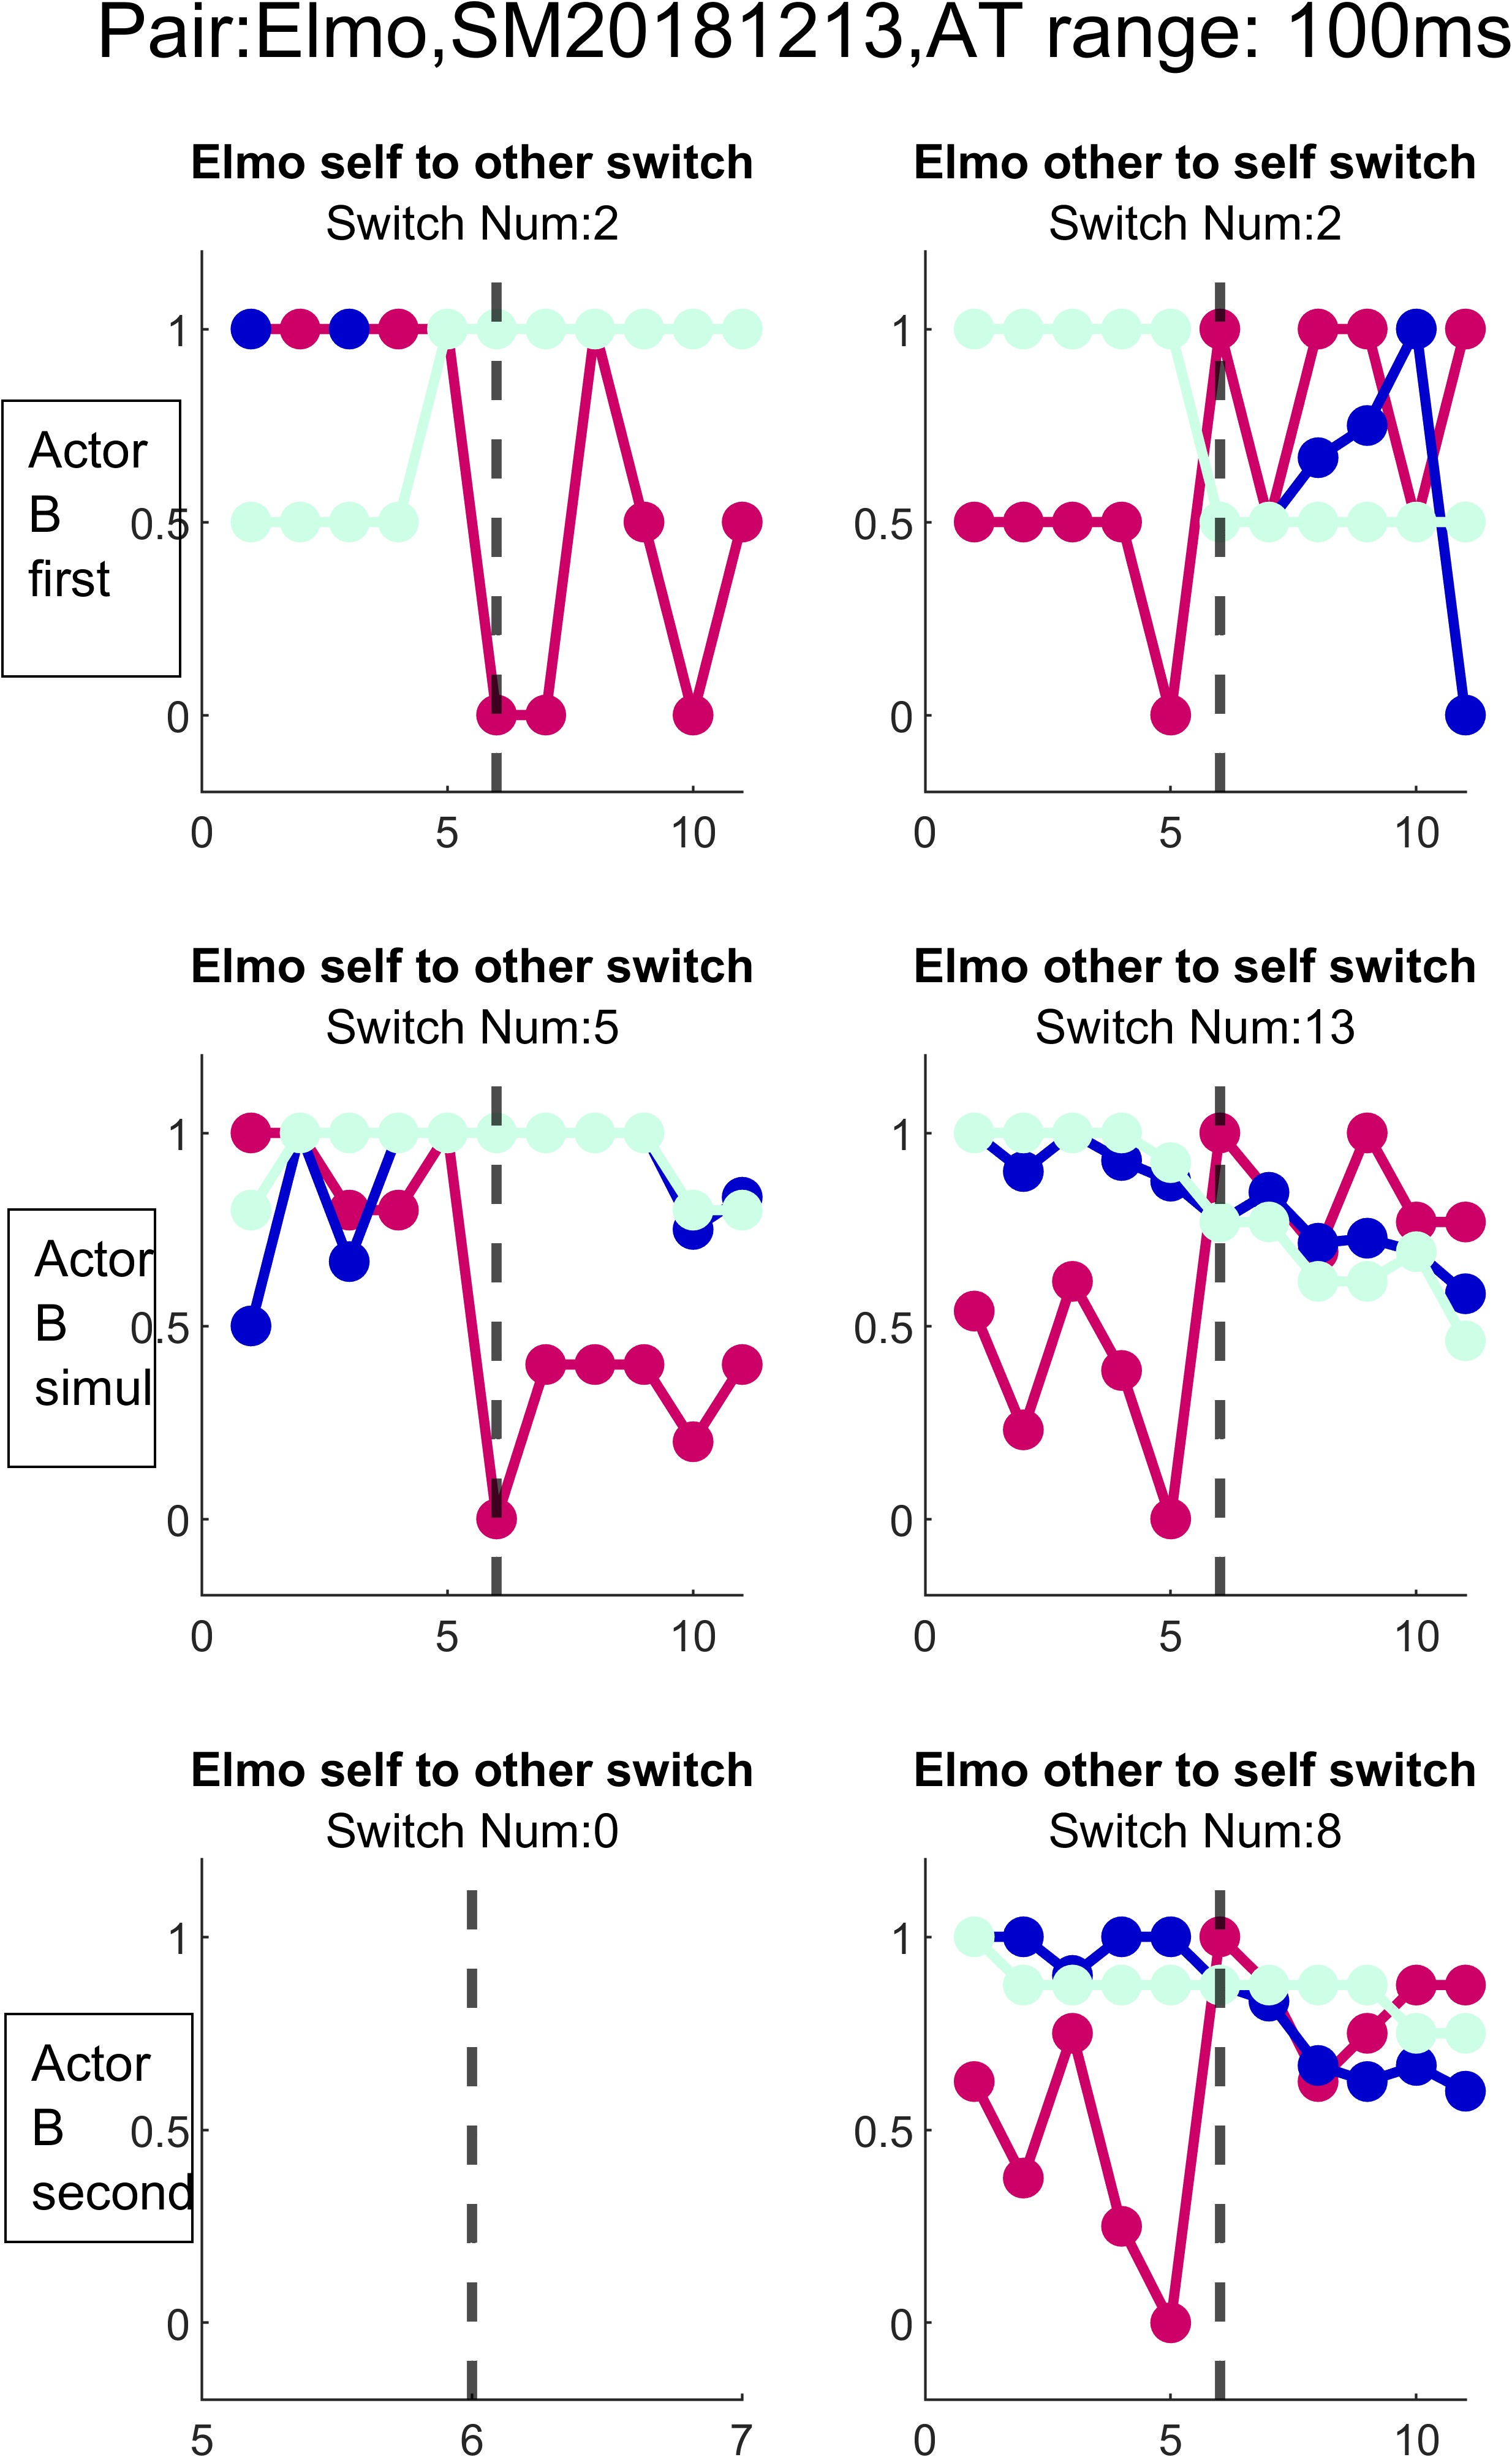 Pair:Elmo,SM20181213,AT range: 100ms
Elmo self to other switch
Switch Num:2
1
0.5
0
0
5
10
Elmo other to self switch
Switch Num:2
1
0.5
0
0
5
10
Actor
B
first
Elmo self to other switch
Switch Num:5
1
0.5
0
0
5
10
Elmo other to self switch
Switch Num:13
1
0.5
0
0
5
10
Actor
B
simul
Elmo self to other switch
Switch Num:0
1
0.5
0
5
6
7
Elmo other to self switch
Switch Num:8
1
0.5
0
0
5
10
Actor
B
second